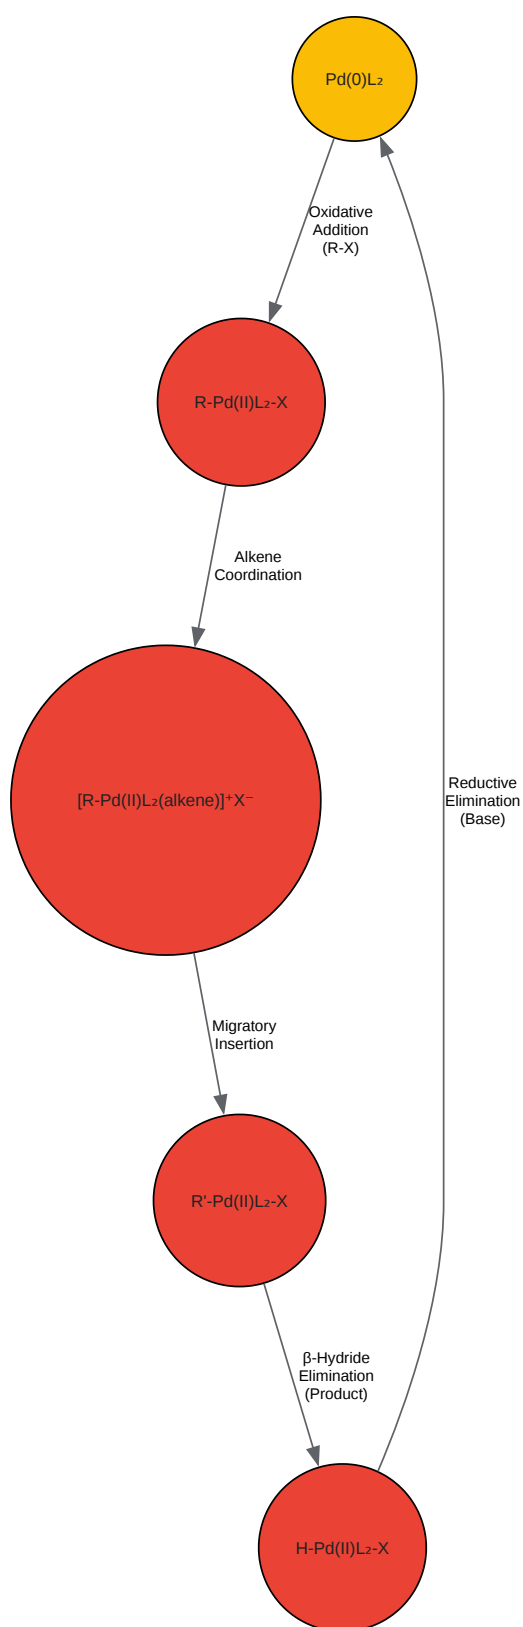 Pd(0)L₂
Oxidative
Addition
(R-X)
R-Pd(II)L₂-X
Alkene
Coordination
[R-Pd(II)L₂(alkene)]⁺X⁻
Reductive
Elimination
(Base)
Migratory
Insertion
R'-Pd(II)L₂-X
β-Hydride
Elimination
(Product)
H-Pd(II)L₂-X